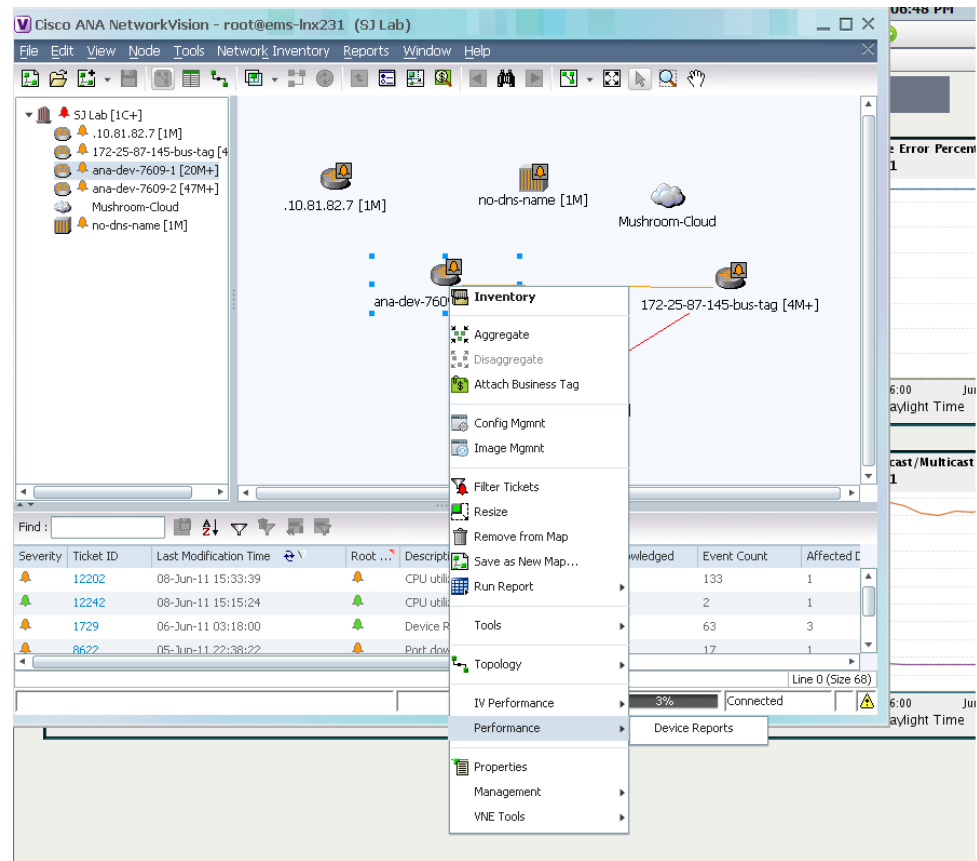 Cisco ANA NetworkVision - root@ems-lnx231 (SJ Lab)
06:48 PM
File Edit View Node Tools Network Inventory Reports Window Help
SJ Lab [1C+]
.10.81.82.7 [1M]
172-25-87-145-bus-tag [4
ana-dev-7609-1 [20M+]
ana-dev-7609-2 [47M+]
Mushroom-Cloud
no-dns-name [1M]
.10.81.82.7 [1M]
no-dns-name [1M]
Mushroom-Cloud
ana-dev-760
172-25-87-145-bus-tag [4M+]
Inventory
Aggregate
Disaggregate
Attach Business Tag
Config Mgmnt
Image Mgmnt
Filter Tickets
Resize
Remove from Map
Save as New Map...
Run Report
Tools
Topology
IV Performance
Performance
Device Reports
Properties
Management
VNE Tools
Find :
Severity Ticket ID Last Modification Time Root ... Descript owledged Event Count Affected D
12202 08-Jun-11 15:33:39 CPU utili 133 1
12242 08-Jun-11 15:15:24 CPU utili 2 1
1729 06-Jun-11 03:18:00 Device R 63 3
8622 05-Jun-11 22:38:22 Port dow 17 1
Line 0 (Size 68)
3% Connected
e Error Percent
1
6:00 Ju
aylight Time
cast/Multicast
1
6:00 Ju
aylight Time